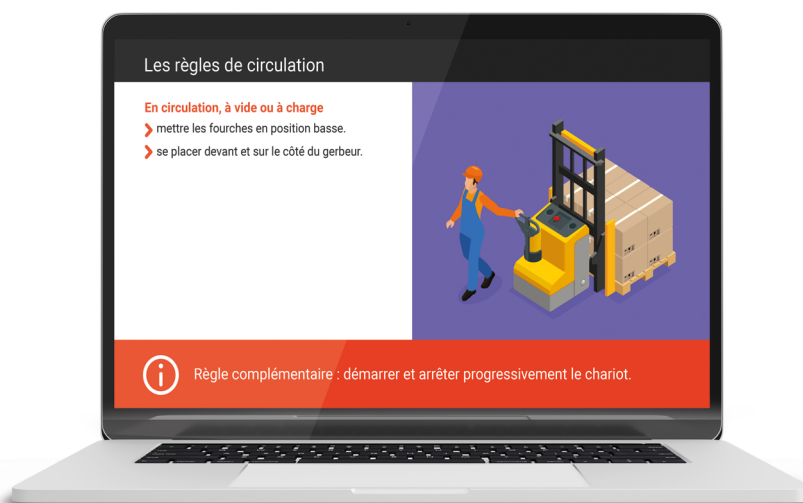 Les règles de circulation
En circulation, à vide ou à charge
mettre les fourches en position basse.
se placer devant et sur le côté du gerbeur.
Règle complémentaire : démarrer et arrêter progressivement le chariot.